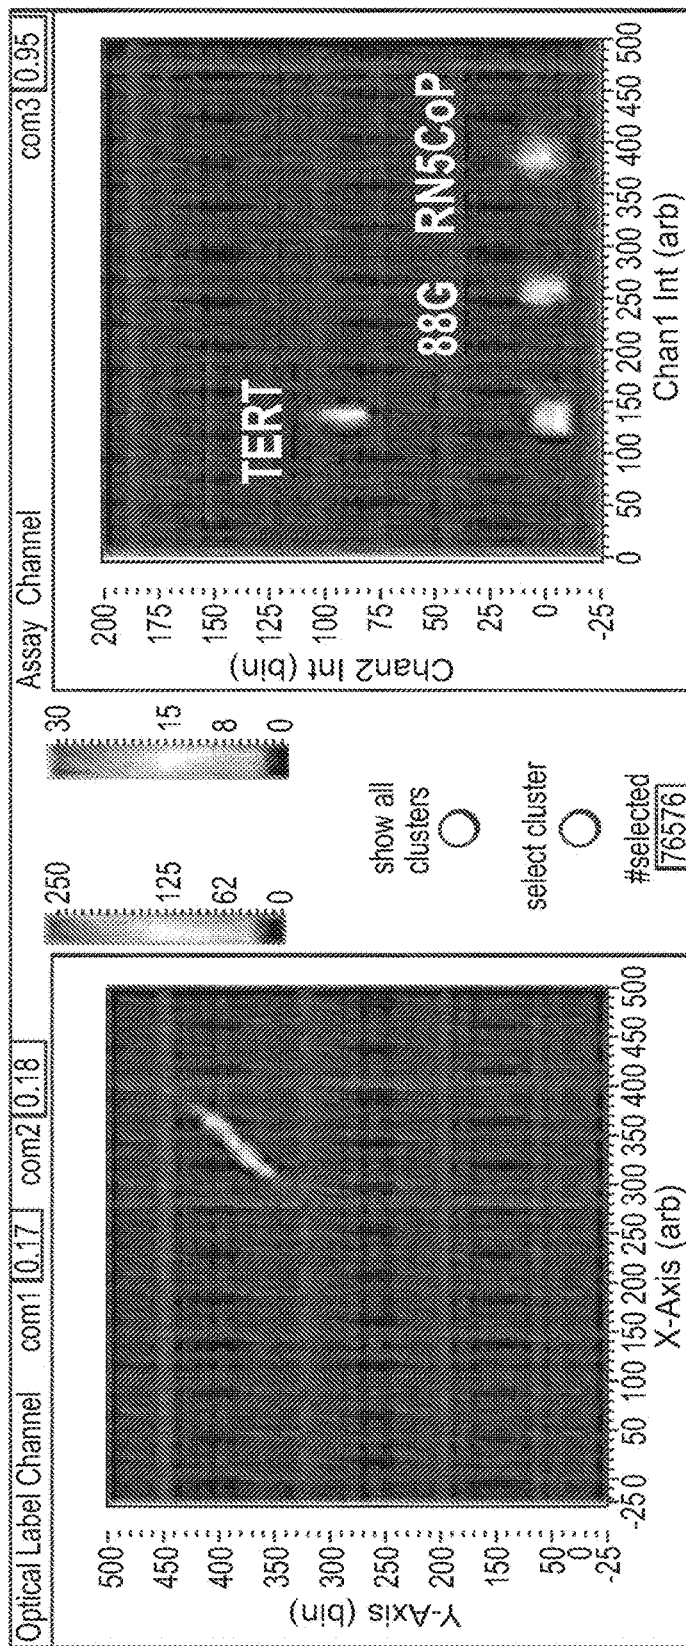 Optical Label Channel com1 0.17 com2 0.18
Assay Channel com3 0.95
500
450
400
350
300
250
200
150
100
50
0
-25
Y-Axis (bin)
-250 50 100 150 200 250 300 350 400 450 500
X-Axis (arb)
250
125
62
0
30
15
8
0
show all
clusters
select cluster
#selected
76576
200
175
150
125
100
75
50
25
0
-25
Chan2 Int (bin)
TERT
88G
RN5CoP
0 50 100 150 200 250 300 350 400 450 500
Chan1 Int (arb)